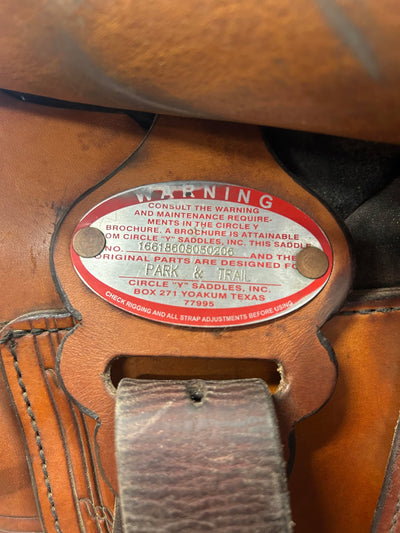 WARNING
CONSULT THE WARNING
AND MAINTENANCE REQUIRE-
MENTS IN THE CIRCLE Y
BROCHURE. A BROCHURE IS ATTAINABLE
FROM CIRCLE "Y" SADDLES, INC. THIS SADDLE
NO. 16618608050206 AND THE
ORIGINAL PARTS ARE DESIGNED FOR
PARK & TRAIL
CIRCLE "Y" SADDLES, INC.
BOX 271 YOAKUM TEXAS
77995
CHECK RIGGING AND ALL STRAP ADJUSTMENTS BEFORE USING